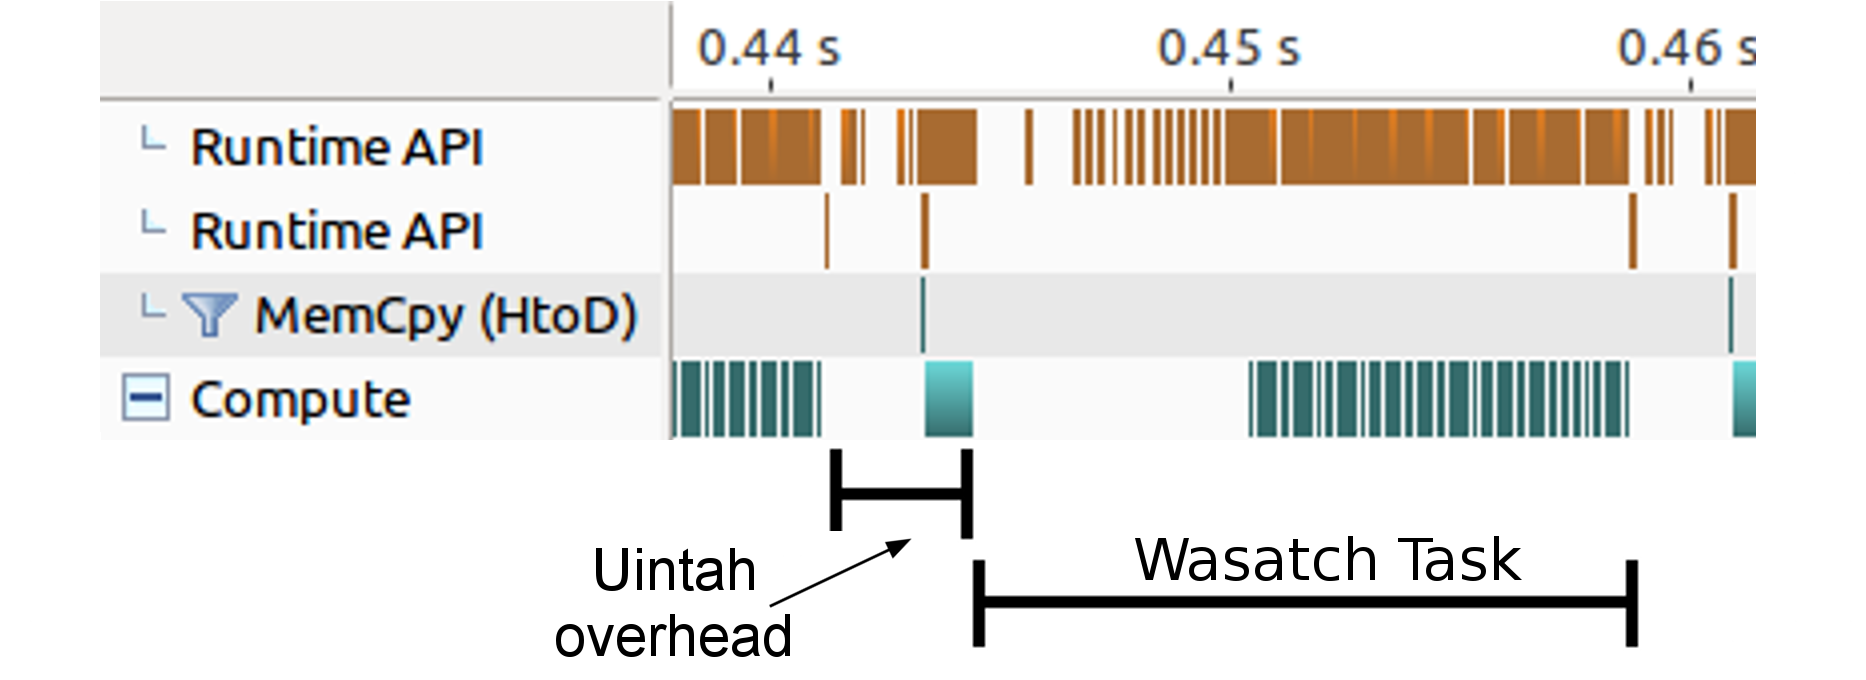 0.44 s 0.45 s 0.46 s
Runtime API
Runtime API
MemCpy (HtoD)
Compute
Uintah
overhead
Wasatch Task